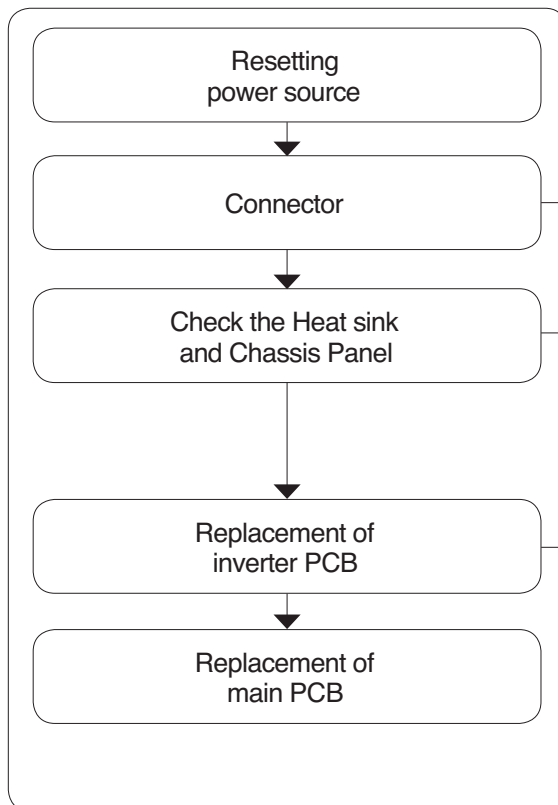 Resetting
power source
Connector
Check the Heat sink
and Chassis Panel
Replacement of
inverter PCB
Replacement of
main PCB